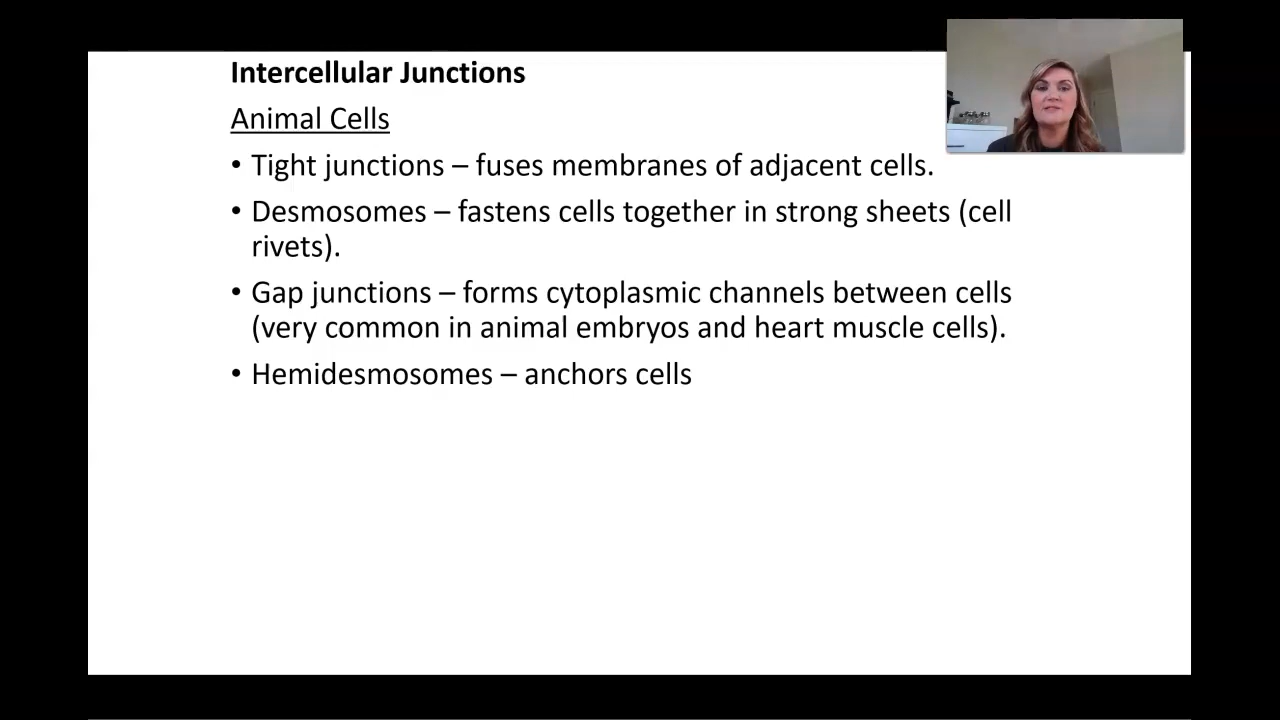 Intercellular Junctions
Animal Cells
• Tight junctions – fuses membranes of adjacent cells.
• Desmosomes – fastens cells together in strong sheets (cell
rivets).
• Gap junctions – forms cytoplasmic channels between cells
(very common in animal embryos and heart muscle cells).
• Hemidesmosomes – anchors cells